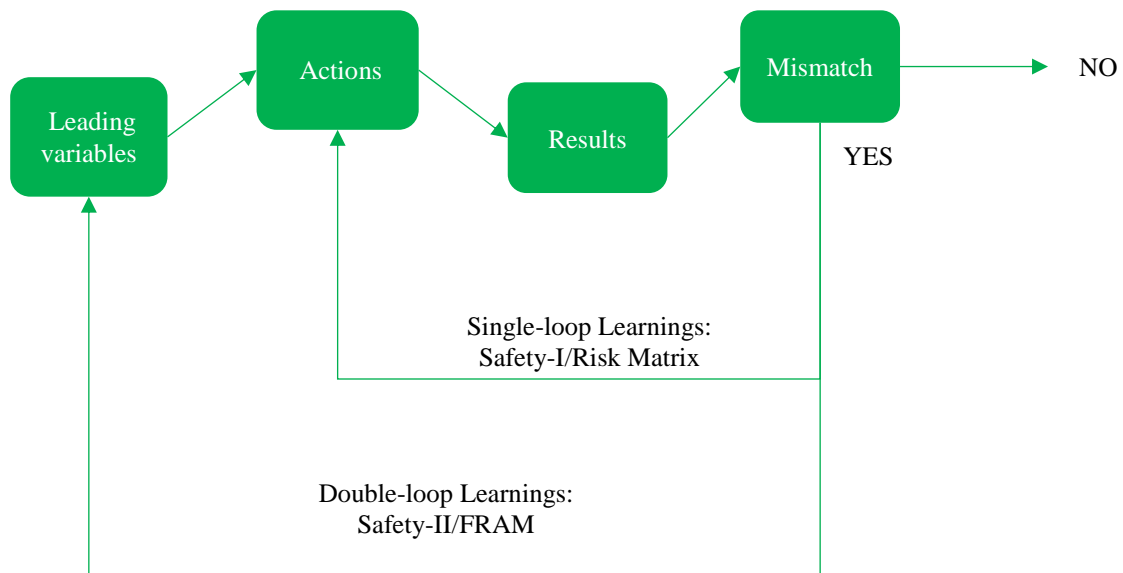 Leading
variables
Actions
Results
Mismatch
NO
YES
Single-loop Learnings:
Safety-I/Risk Matrix
Double-loop Learnings:
Safety-II/FRAM